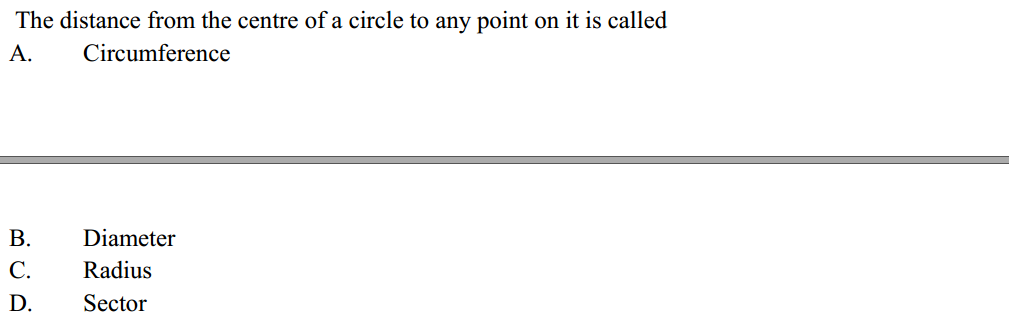 The distance from the centre of a circle to any point on it is called
A. Circumference
B. Diameter
C. Radius
D. Sector